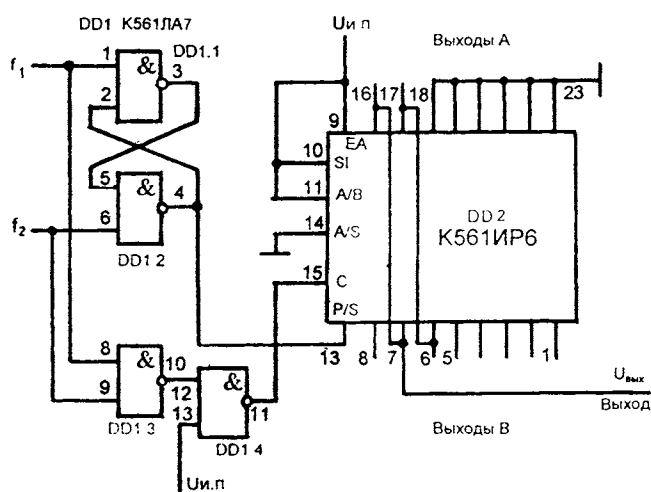 DD1 К561ЛА7
DD1.1
f1
1
2
&
3
5
6
&
4
f2
DD1.2
8
9
&
10
DD1.3
12
13
&
11
DD1.4
Uи.п
Uи.п
Выходы А
16
17
18
23
9
EA
10
SI
11
A/B
14
A/S
15
C
P/S
DD2
К561ИР6
13
8
7
6
5
1
Uвых
Выход
Выходы В